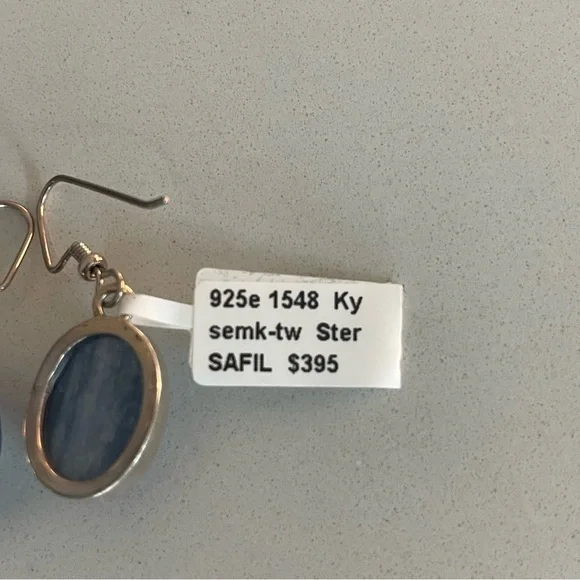 925e 1548 Ky
semk-tw Ster
SAFIL $395